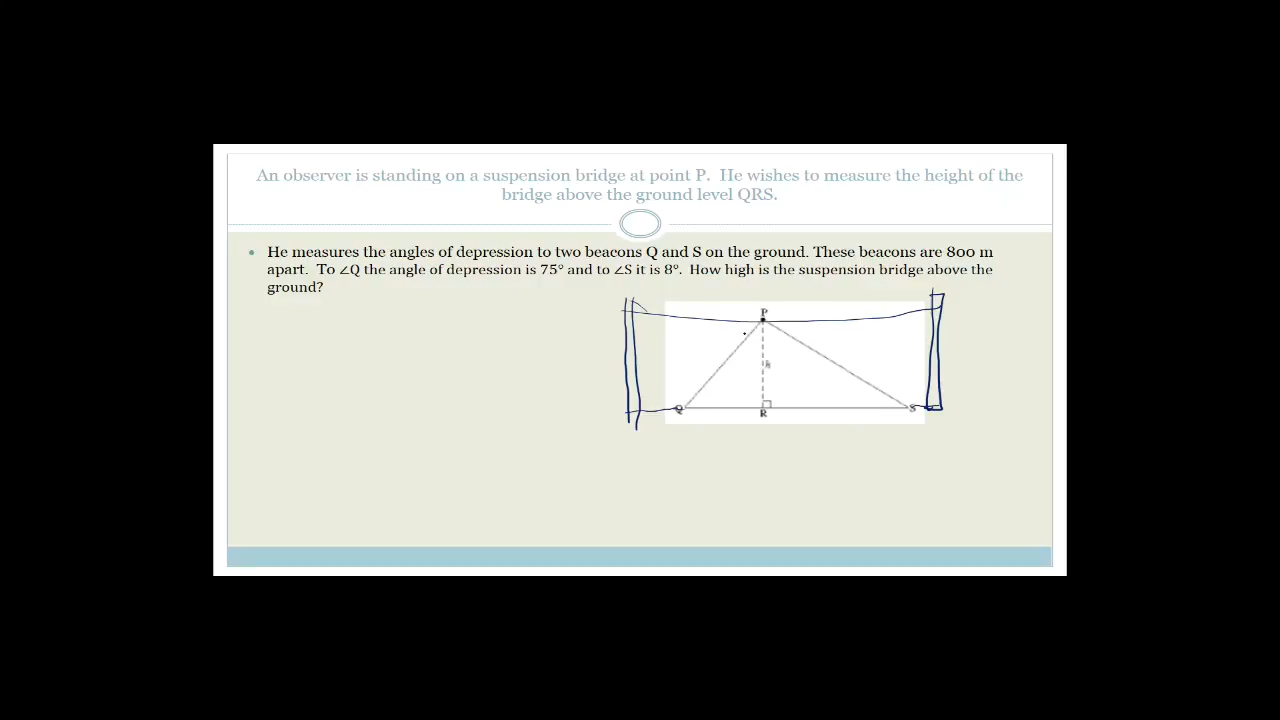 An observer is standing on a suspension bridge at point P. He wishes to measure the height of the
bridge above the ground level QRS.
He measures the angles of depression to two beacons Q and S on the ground. These beacons are 800 m
apart. To ∠Q the angle of depression is 75° and to ∠S it is 8°. How high is the suspension bridge above the
ground?
P
h
Q
R
S